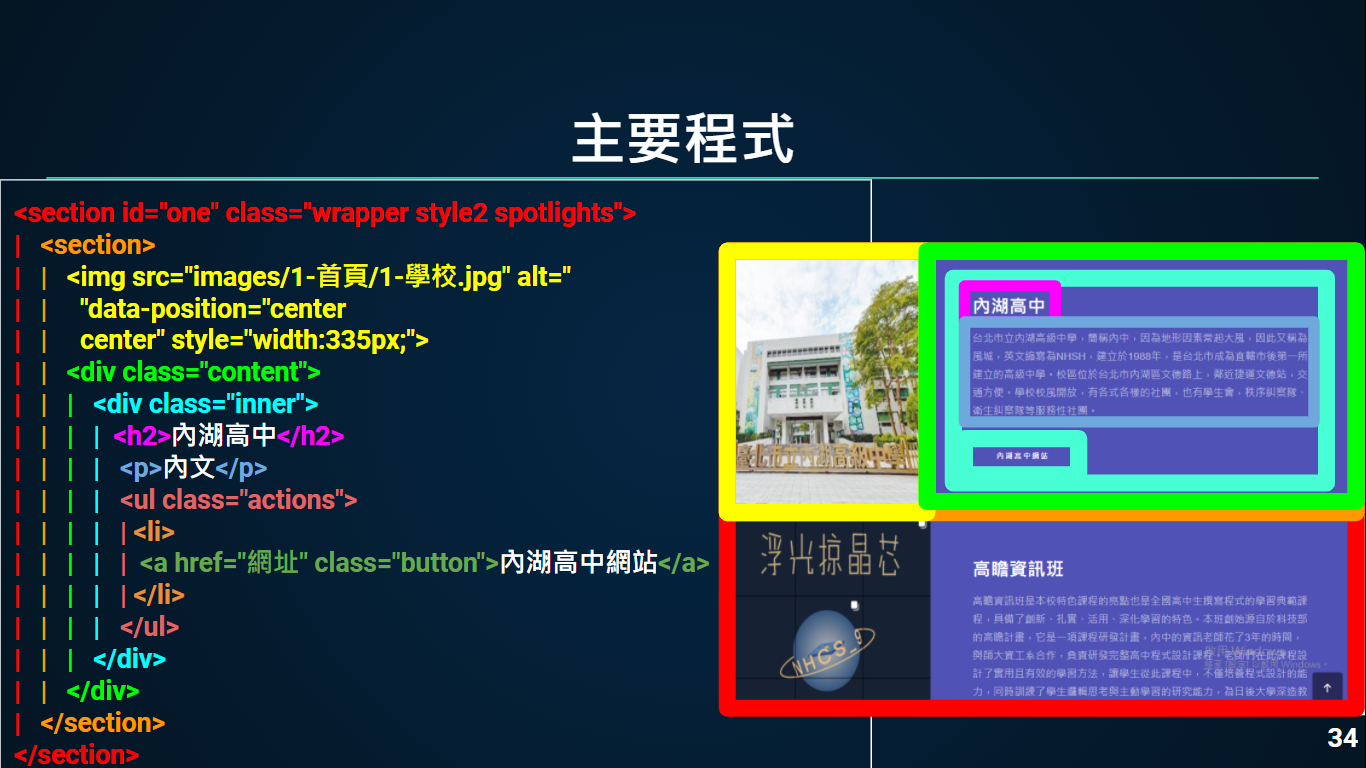 主要程式
<section id="one" class="wrapper style2 spotlights">
| <section>
| | <img src="images/1-首頁/1-學校.jpg" alt="
| | "data-position="center
| | center" style="width:335px;">
| | <div class="content">
| | | <div class="inner">
| | | | <h2>內湖高中</h2>
| | | | <p>內文</p>
| | | | <ul class="actions">
| | | | | <li>
| | | | | <a href="網址" class="button">內湖高中網站</a>
| | | | | </li>
| | | | </ul>
| | | </div>
| | </div>
| </section>
</section>
內湖高中
台北市立內湖高級中學，簡稱內中，因為地形因素常起大風，因此又稱為
風城，英文縮寫為NHSH，建立於1988年，是台北市成為直轄市後第一所
建立的高級中學。校區位於台北市內湖區文德路上，鄰近捷運文德站，交
通方便。學校校風開放，有各式各樣的社團，也有學生會，秩序糾察隊、
衛生糾察隊等服務性社團。
內湖高中網站
臺北市立內湖高級中學
浮光掠晶芯
NHGS_9
高瞻資訊班
高瞻資訊班是本校特色課程的亮點也是全國高中生撰寫程式的學習典範課
程，具備了創新、扎實、活用、深化學習的特色。本班創始源自於科技部
的高瞻計畫，它是一項課程研發計畫，內中的資訊老師花了3年的時間，
與師大資工系合作，負責研發完整高中程式設計課程。老師們在此課程設
計了實用且有效的學習方法，讓學生從此課程中，不僅培養程式設計的能
力，同時訓練了學生邏輯思考與主動學習的研究能力，為日後大學深造教
啟用 Windows
34